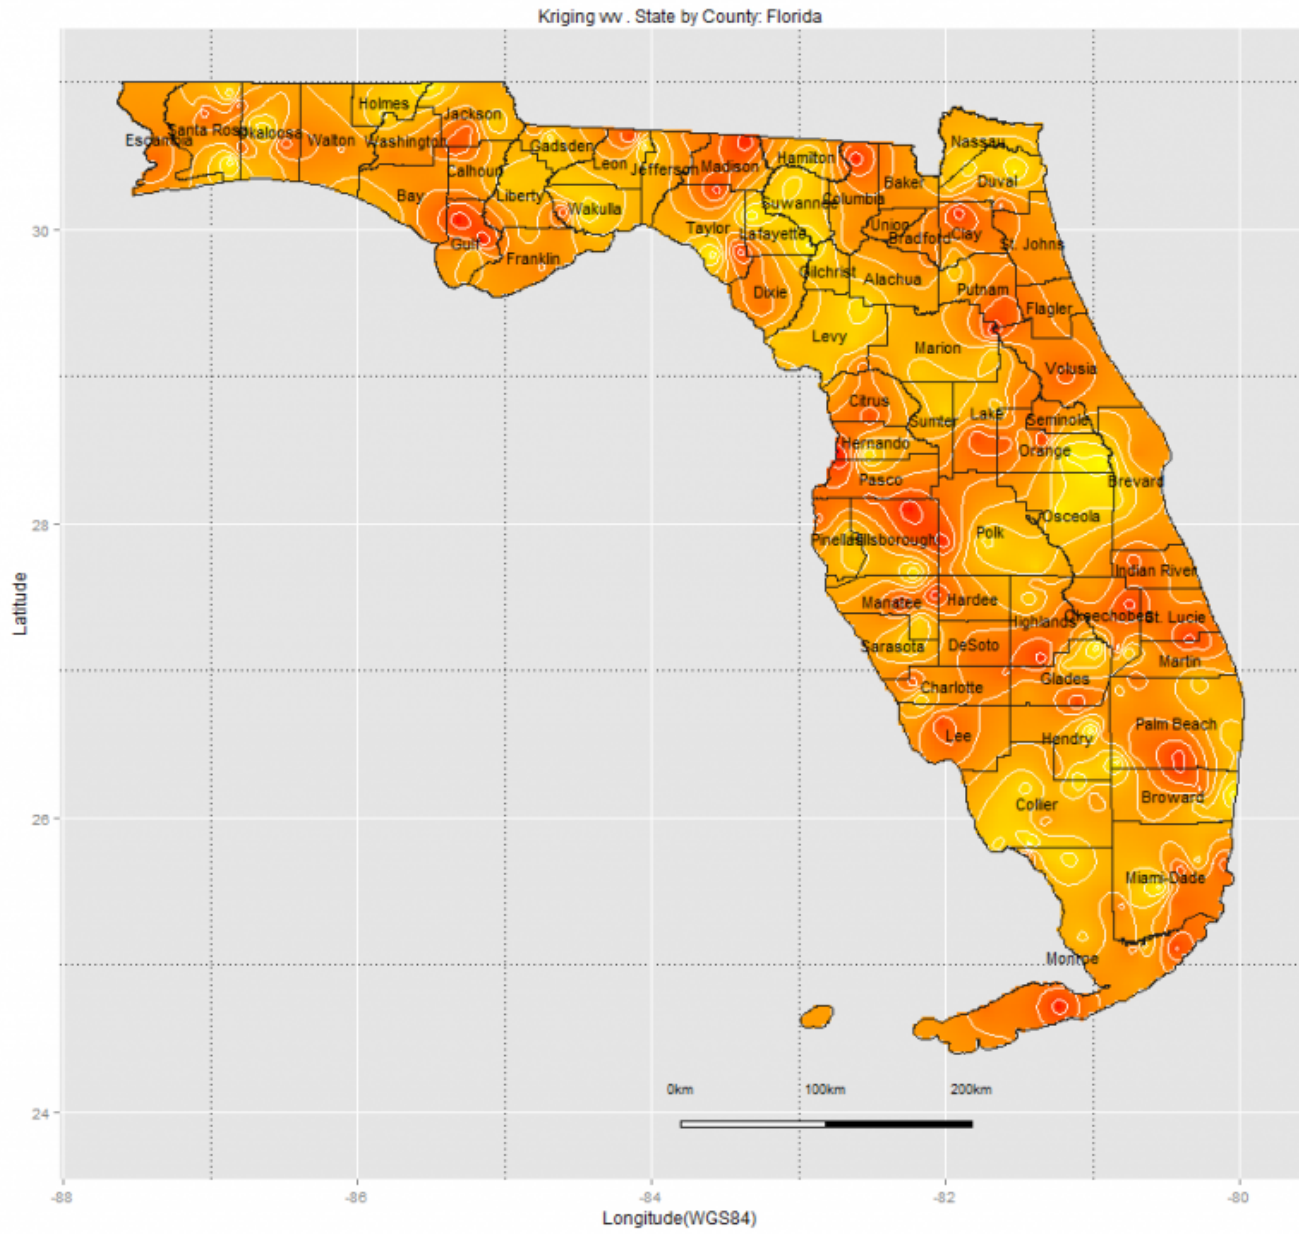 Kriging vv . State by County: Florida
Holmes
Jackson
Escambia Santa Rosa Okaloosa Walton Washington
Gadsden Leon Jefferson Madison Hamilton Nassau
Calhoun Baker Duval
Bay Liberty Wakulla Suwannee Columbia
Taylor Lafayette Union Bradford Clay St. Johns
30
Gulf Franklin
Dixie Gilchrist Alachua Putnam
Flagler
Levy Marion
Volusia
Citrus Sumter Lake Seminole
Hernando Orange
Pasco Brevard
28
Osceola
Pinellas Hillsborough Polk
Indian River
Manatee Hardee Highlands Okeechobee St. Lucie
Sarasota DeSoto Martin
Charlotte Glades
Lee Hendry Palm Beach
Collier Broward
26
Miami-Dade
Monroe
0km 100km 200km
24
Latitude
-88 -86 -84 -82 -80
Longitude(WGS84)